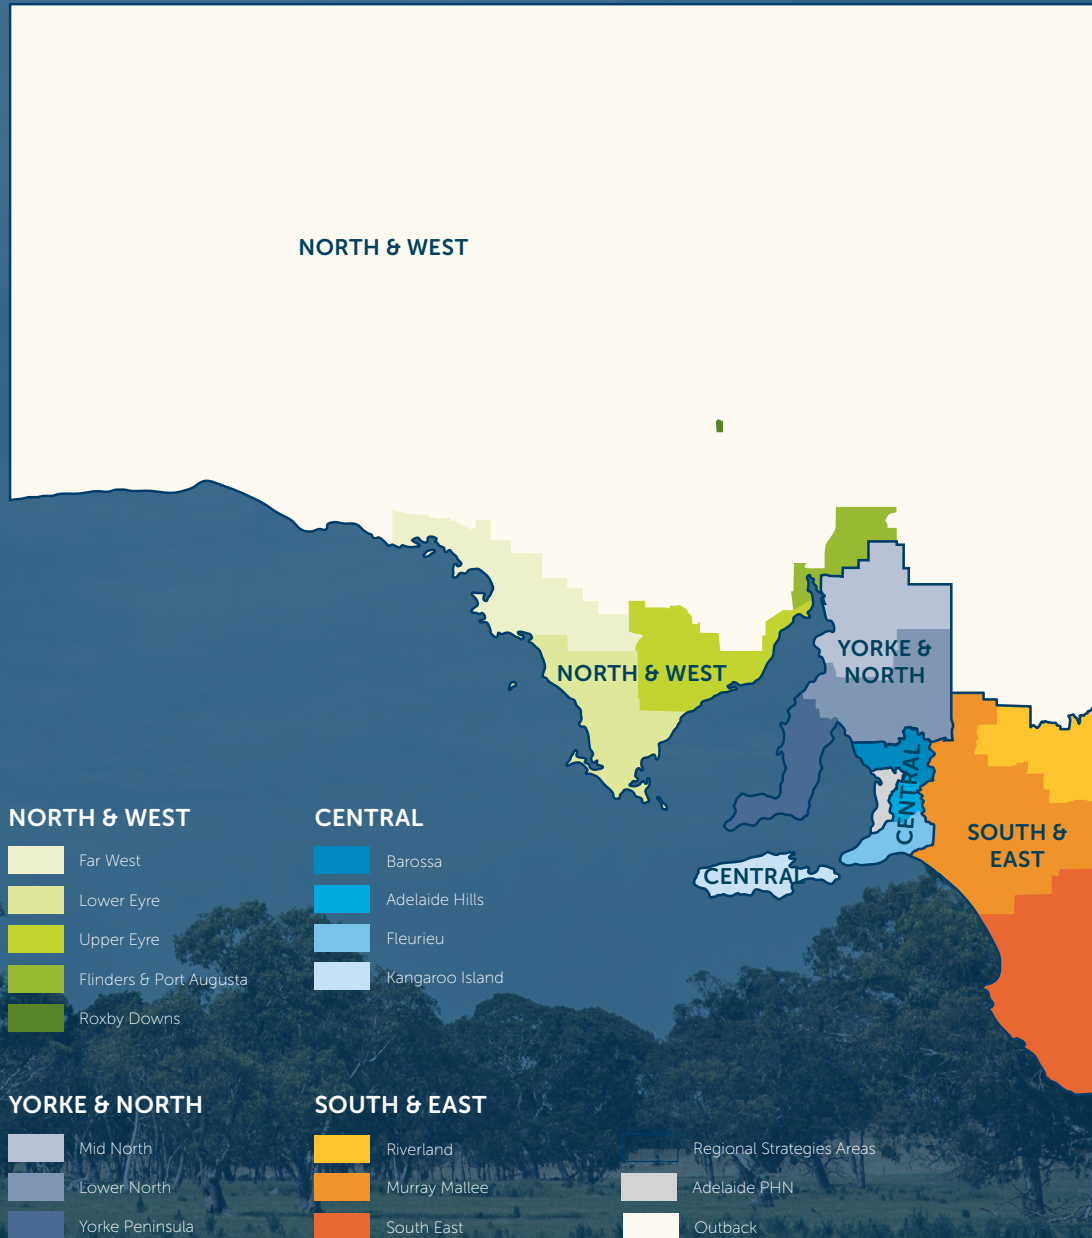 NORTH & WEST
YORKE &
NORTH
NORTH & WEST
CENTRAL
SOUTH &
EAST
CENTRAL
NORTH & WEST
Far West
Lower Eyre
Upper Eyre
Flinders & Port Augusta
Roxby Downs
CENTRAL
Barossa
Adelaide Hills
Fleurieu
Kangaroo Island
YORKE & NORTH
Mid North
Lower North
Yorke Peninsula
SOUTH & EAST
Riverland
Murray Mallee
South East
Regional Strategies Areas
Adelaide PHN
Outback